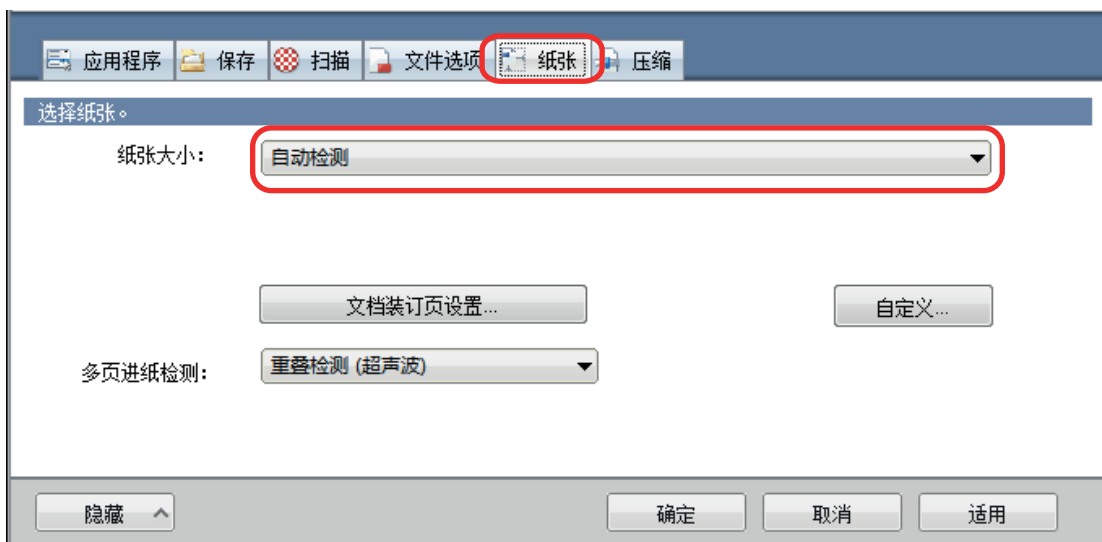 应用程序 保存 扫描 文件选项 纸张 压缩
选择纸张。
纸张大小： 自动检测
文档装订页设置... 自定义...
多页进纸检测： 重叠检测 (超声波)
隐藏 确定 取消 适用